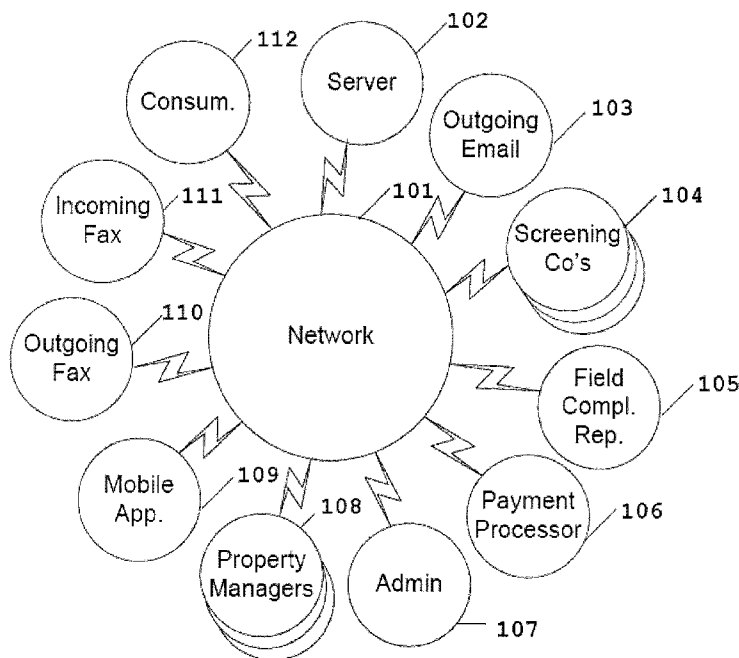 112
102
Consum.
Server
Outgoing
Email
103
101
111
Incoming
Fax
104
Screening
Co's
110
Network
Outgoing
Fax
Field
Compl.
Rep.
105
Mobile
App.
109
108
Payment
Processor
106
Property
Managers
Admin
107